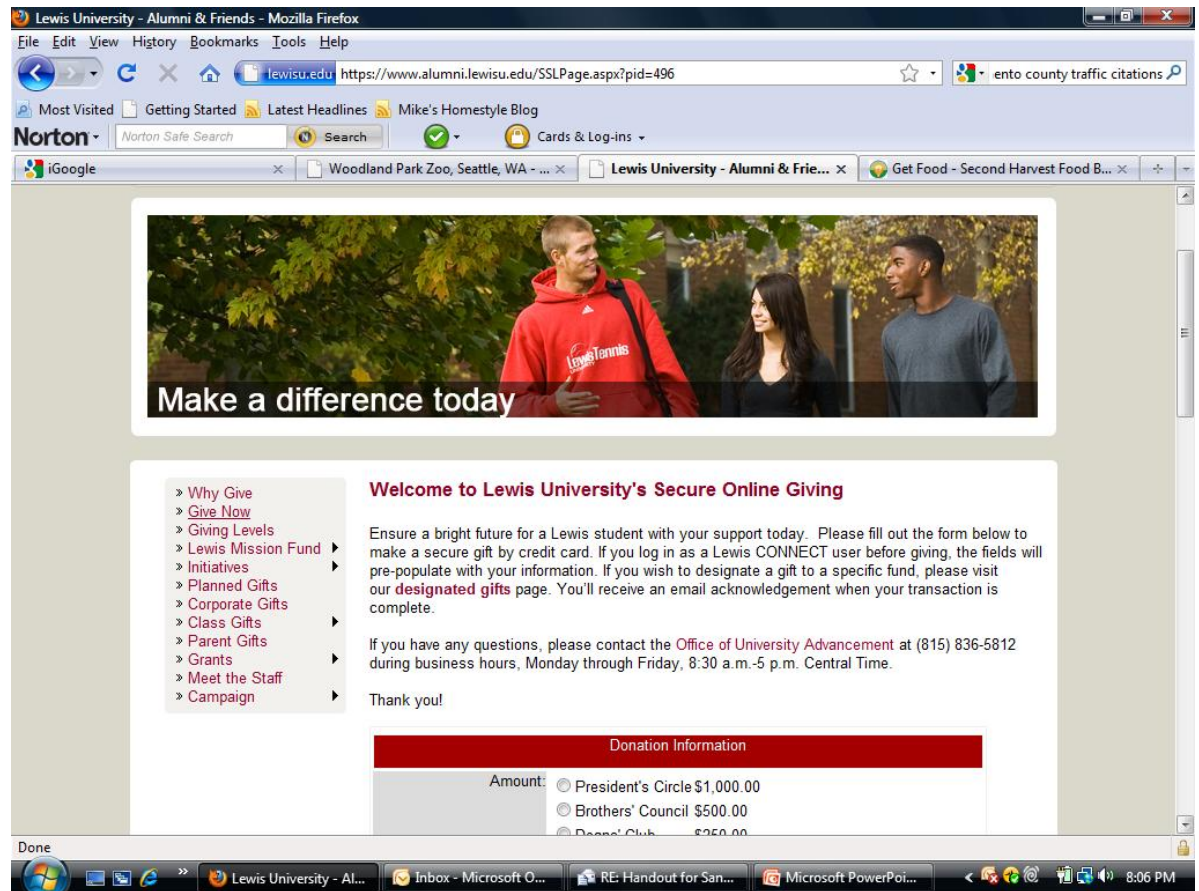 Lewis University - Alumni & Friends - Mozilla Firefox
File Edit View History Bookmarks Tools Help
lewisu.edu https://www.alumni.lewisu.edu/SSLPage.aspx?pid=496 ento county traffic citations
Most Visited Getting Started Latest Headlines Mike's Homestyle Blog
Norton Norton Safe Search Search Cards & Log-ins
iGoogle Woodland Park Zoo, Seattle, WA - ... Lewis University - Alumni & Frie... Get Food - Second Harvest Food B...
Lewis Tennis
Make a difference today
» Why Give
» Give Now
» Giving Levels
» Lewis Mission Fund
» Initiatives
» Planned Gifts
» Corporate Gifts
» Class Gifts
» Parent Gifts
» Grants
» Meet the Staff
» Campaign
Welcome to Lewis University's Secure Online Giving
Ensure a bright future for a Lewis student with your support today. Please fill out the form below to
make a secure gift by credit card. If you log in as a Lewis CONNECT user before giving, the fields will
pre-populate with your information. If you wish to designate a gift to a specific fund, please visit
our designated gifts page. You'll receive an email acknowledgement when your transaction is
complete.
If you have any questions, please contact the Office of University Advancement at (815) 836-5812
during business hours, Monday through Friday, 8:30 a.m.-5 p.m. Central Time.
Thank you!
Donation Information
Amount: President's Circle $1,000.00
Brothers' Council $500.00
Deans' Club $250.00
Done
Lewis University - Al... Inbox - Microsoft O... RE: Handout for San... Microsoft PowerPoi... 8:06 PM